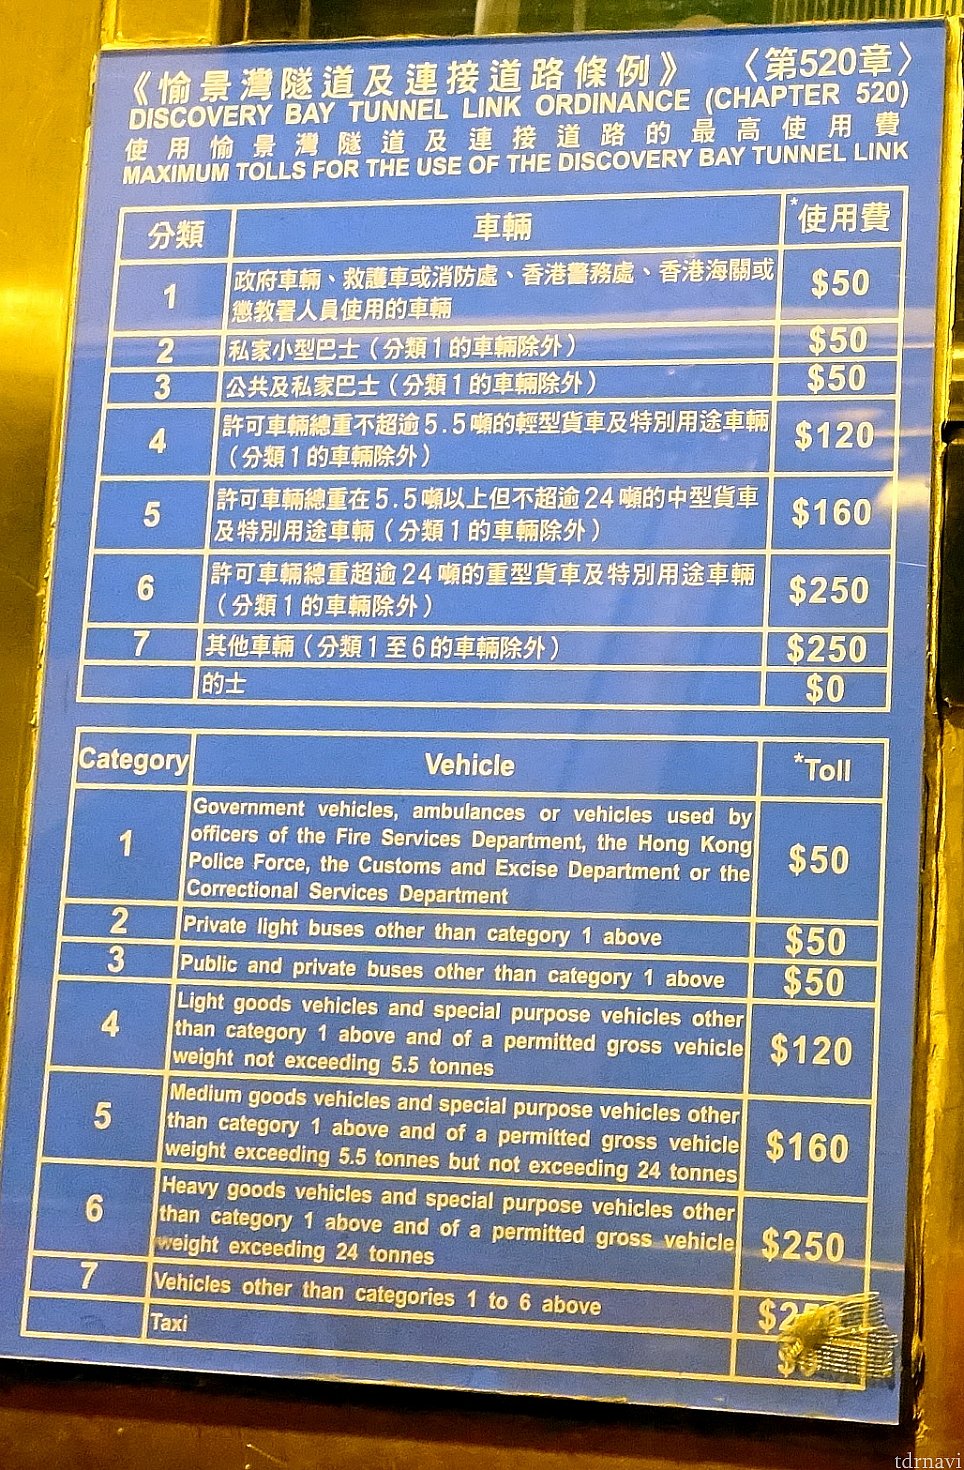 《愉景灣隧道及連接道路條例》 〈第520章〉
DISCOVERY BAY TUNNEL LINK ORDINANCE (CHAPTER 520)
使用愉景灣隧道及連接道路的最高使用費
MAXIMUM TOLLS FOR THE USE OF THE DISCOVERY BAY TUNNEL LINK
分類 車輛 *使用費
1 政府車輛、救護車或消防處、香港警務處、香港海關或 $50
懲教署人員使用的車輛
2 私家小型巴士（分類1的車輛除外） $50
3 公共及私家巴士（分類1的車輛除外） $50
4 許可車輛總重不超逾5.5噸的輕型貨車及特別用途車輛 $120
（分類1的車輛除外）
5 許可車輛總重在5.5噸以上但不超逾24噸的中型貨車 $160
及特別用途車輛（分類1的車輛除外）
6 許可車輛總重超逾24噸的重型貨車及特別用途車輛 $250
（分類1的車輛除外）
7 其他車輛（分類1至6的車輛除外） $250
的士 $0
Category Vehicle *Toll
1 Government vehicles, ambulances or vehicles used by $50
officers of the Fire Services Department, the Hong Kong
Police Force, the Customs and Excise Department or the
Correctional Services Department
2 Private light buses other than category 1 above $50
3 Public and private buses other than category 1 above $50
4 Light goods vehicles and special purpose vehicles other $120
than category 1 above and of a permitted gross vehicle
weight not exceeding 5.5 tonnes
5 Medium goods vehicles and special purpose vehicles other $160
than category 1 above and of a permitted gross vehicle
weight exceeding 5.5 tonnes but not exceeding 24 tonnes
6 Heavy goods vehicles and special purpose vehicles other $250
than category 1 above and of a permitted gross vehicle
weight exceeding 24 tonnes
7 Vehicles other than categories 1 to 6 above
Taxi
tdrnavi